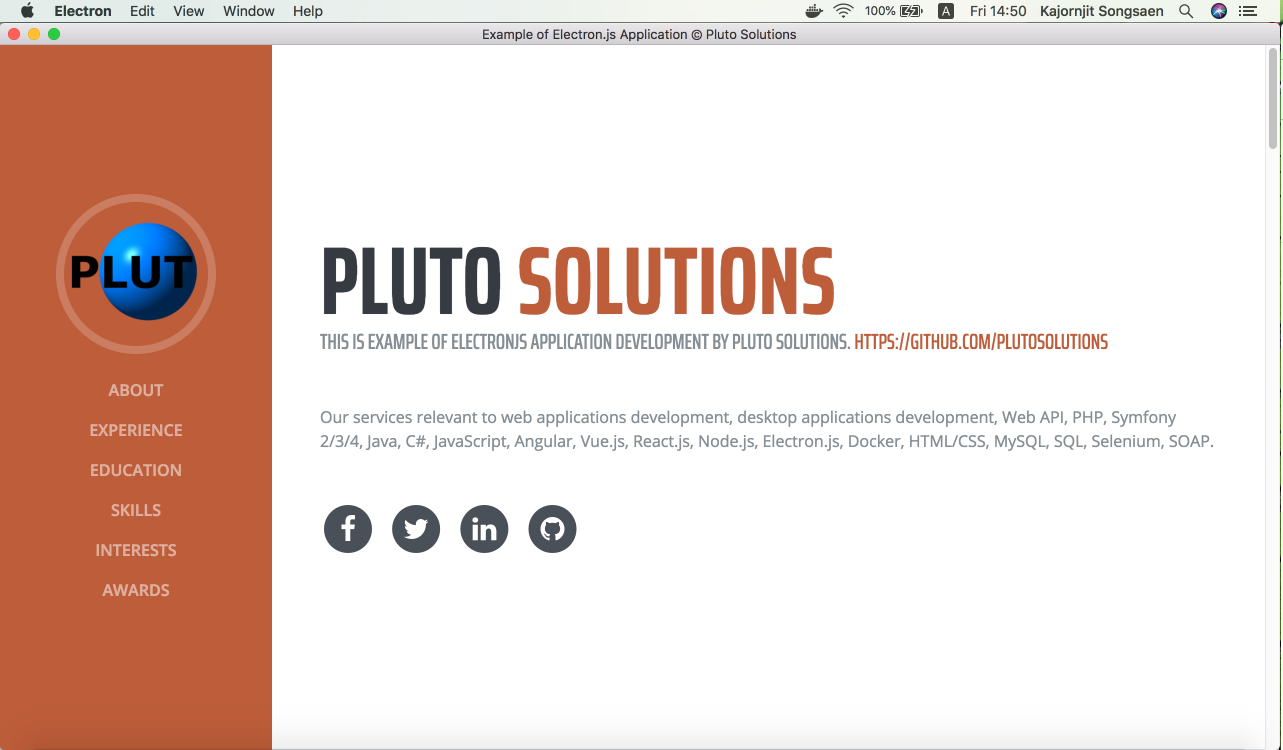 Electron Edit View Window Help 100% A Fri 14:50 Kajornjit Songsaen
Example of Electron.js Application © Pluto Solutions
PLUT
ABOUT
EXPERIENCE
EDUCATION
SKILLS
INTERESTS
AWARDS
PLUTO SOLUTIONS
THIS IS EXAMPLE OF ELECTRONJS APPLICATION DEVELOPMENT BY PLUTO SOLUTIONS. HTTPS://GITHUB.COM/PLUTOSOLUTIONS
Our services relevant to web applications development, desktop applications development, Web API, PHP, Symfony
2/3/4, Java, C#, JavaScript, Angular, Vue.js, React.js, Node.js, Electron.js, Docker, HTML/CSS, MySQL, SQL, Selenium, SOAP.